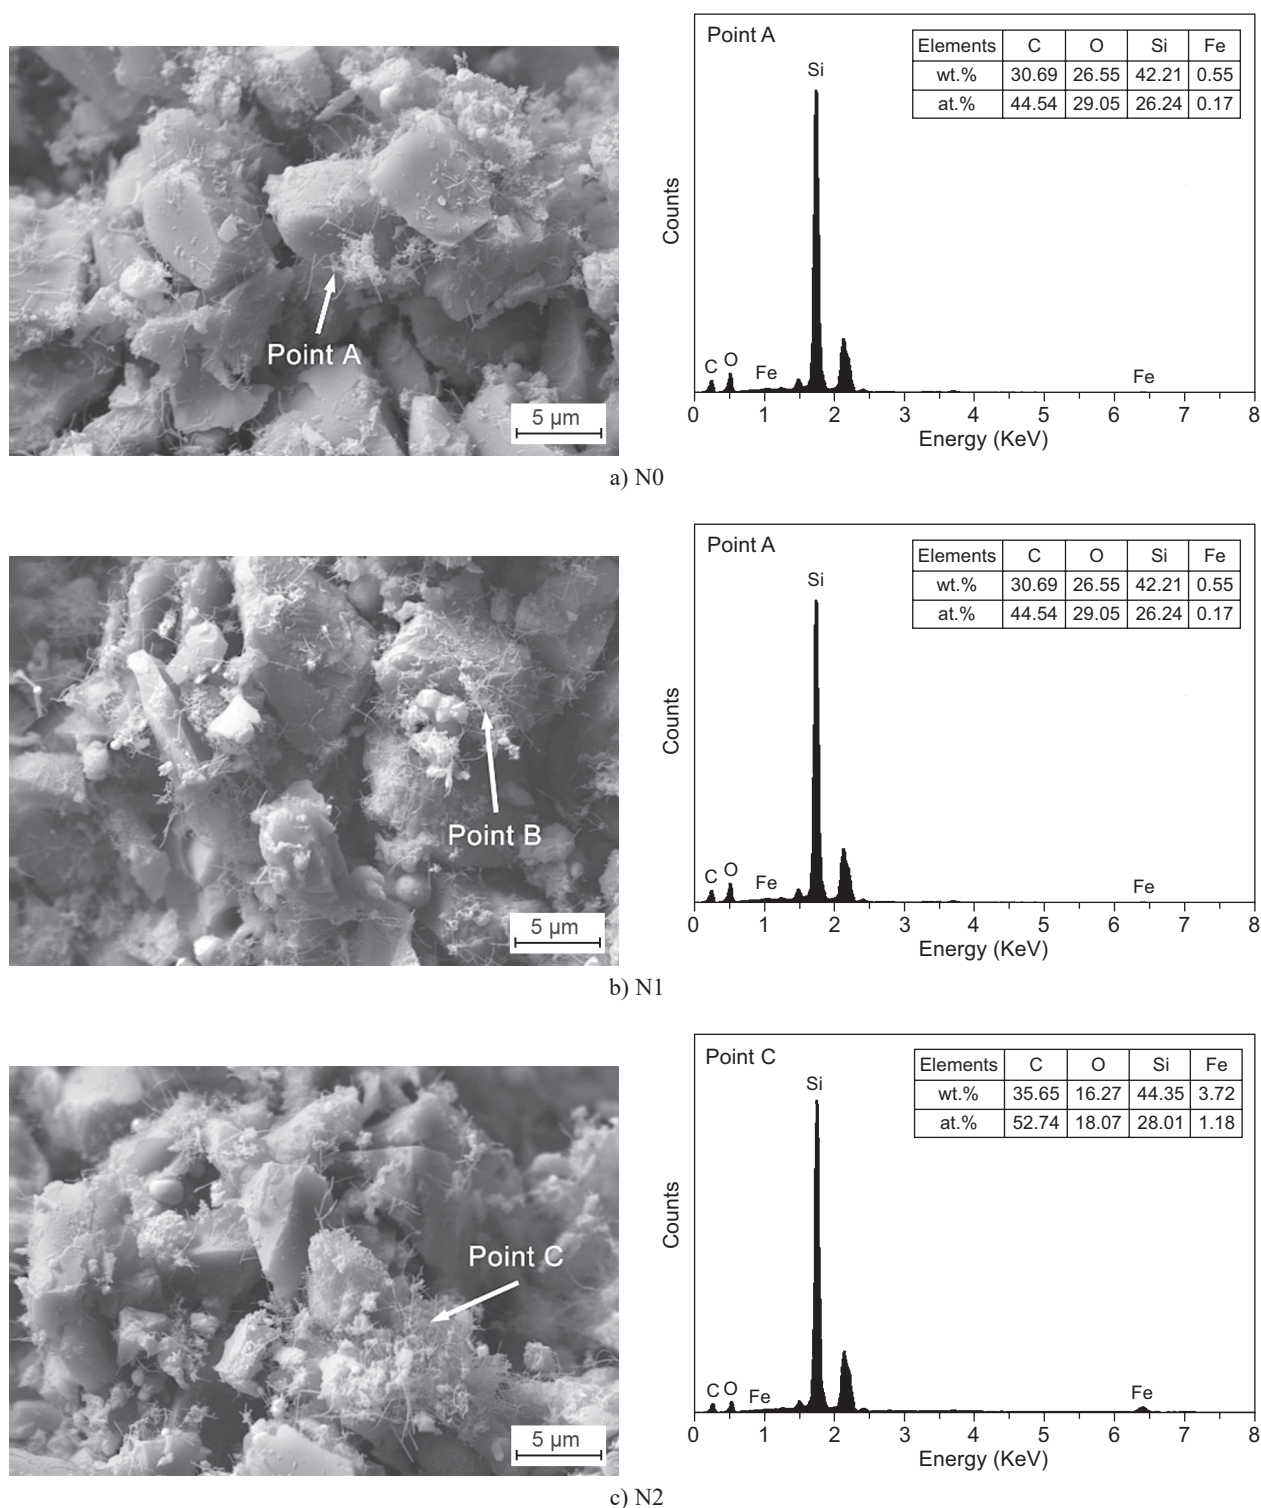 Point A
5 µm
Point A
Elements C O Si Fe
wt.% 30.69 26.55 42.21 0.55
at.% 44.54 29.05 26.24 0.17
Si
Counts
C O Fe Fe
0 1 2 3 4 5 6 7 8
Energy (KeV)
a) N0
Point B
5 µm
Point A
Elements C O Si Fe
wt.% 30.69 26.55 42.21 0.55
at.% 44.54 29.05 26.24 0.17
Si
Counts
C O Fe Fe
0 1 2 3 4 5 6 7 8
Energy (KeV)
b) N1
Point C
5 µm
Point C
Elements C O Si Fe
wt.% 35.65 16.27 44.35 3.72
at.% 52.74 18.07 28.01 1.18
Si
Counts
C O Fe Fe
0 1 2 3 4 5 6 7 8
Energy (KeV)
c) N2